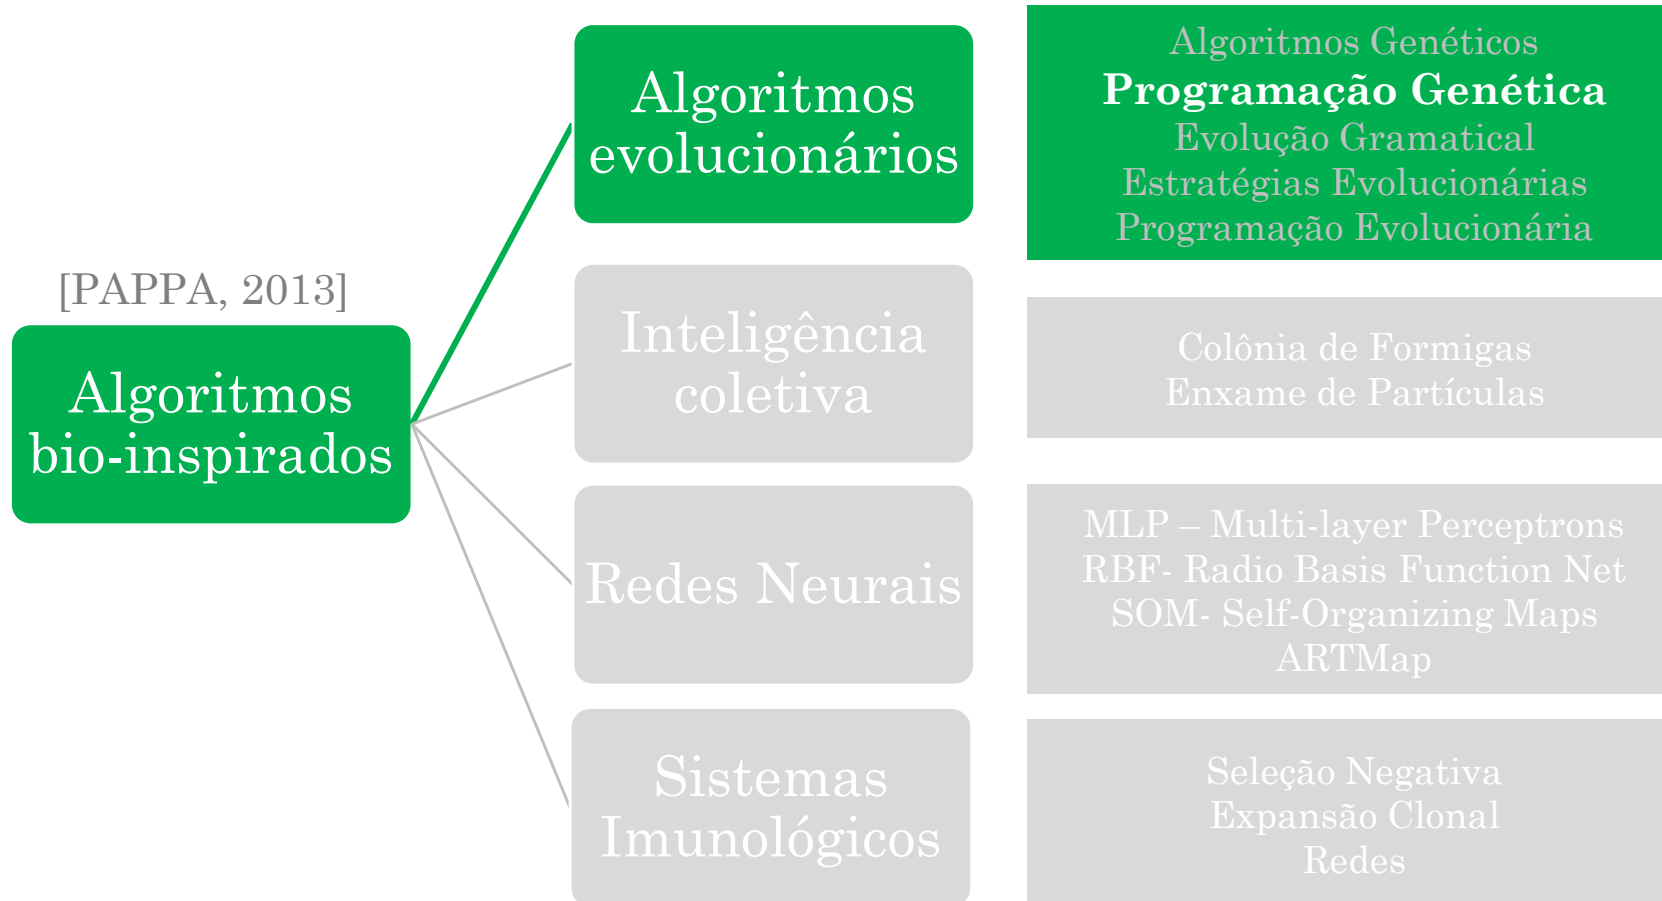 [PAPPA, 2013]
Algoritmos
bio-inspirados
Algoritmos
evolucionários
Algoritmos Genéticos
Programação Genética
Evolução Gramatical
Estratégias Evolucionárias
Programação Evolucionária
Inteligência
coletiva
Colônia de Formigas
Enxame de Partículas
Redes Neurais
MLP – Multi-layer Perceptrons
RBF- Radio Basis Function Net
SOM- Self-Organizing Maps
ARTMap
Sistemas
Imunológicos
Seleção Negativa
Expansão Clonal
Redes